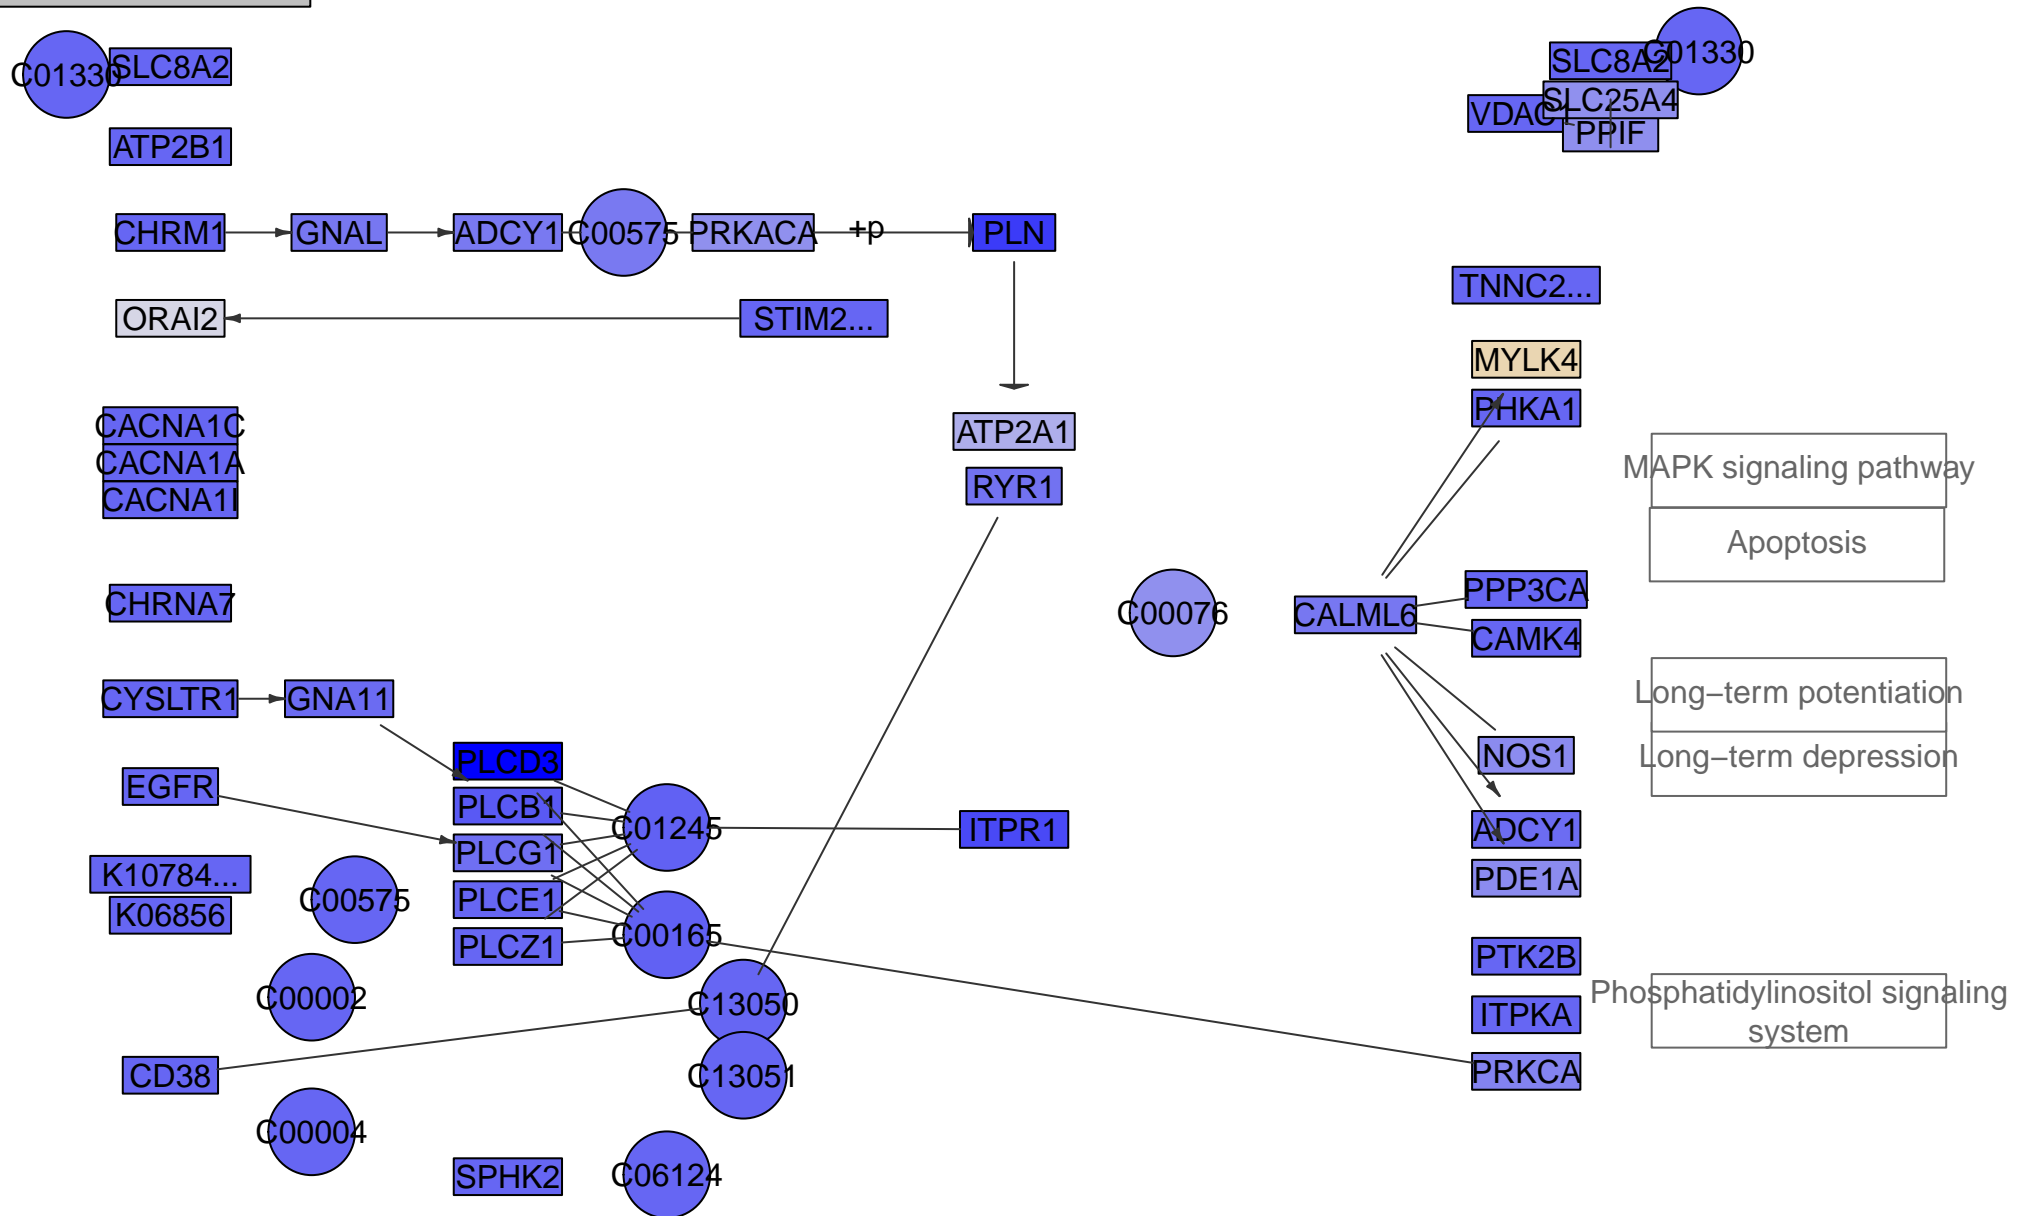 C01330
SLC8A2
SLC8A2
C01330
SLC25A4
VDAC1
PPIF
ATP2B1
CHRM1
GNAL
ADCY1
C00575
PRKACA
+p
PLN
TNNC2...
ORAI2
STIM2...
MYLK4
PHKA1
CACNA1C
CACNA1A
CACNA1I
ATP2A1
RYR1
MAPK signaling pathway
Apoptosis
CHRNA7
C00076
CALML6
PPP3CA
CAMK4
CYSLTR1
GNA11
Long−term potentiation
Long−term depression
NOS1
PLCD3
EGFR
PLCB1
C01245
ITPR1
ADCY1
PLCG1
K10784...
PDE1A
C00575
PLCE1
K06856
C00165
PLCZ1
PTK2B
C00002
C13050
Phosphatidylinositol signaling
system
ITPKA
CD38
C13051
PRKCA
C00004
SPHK2
C06124